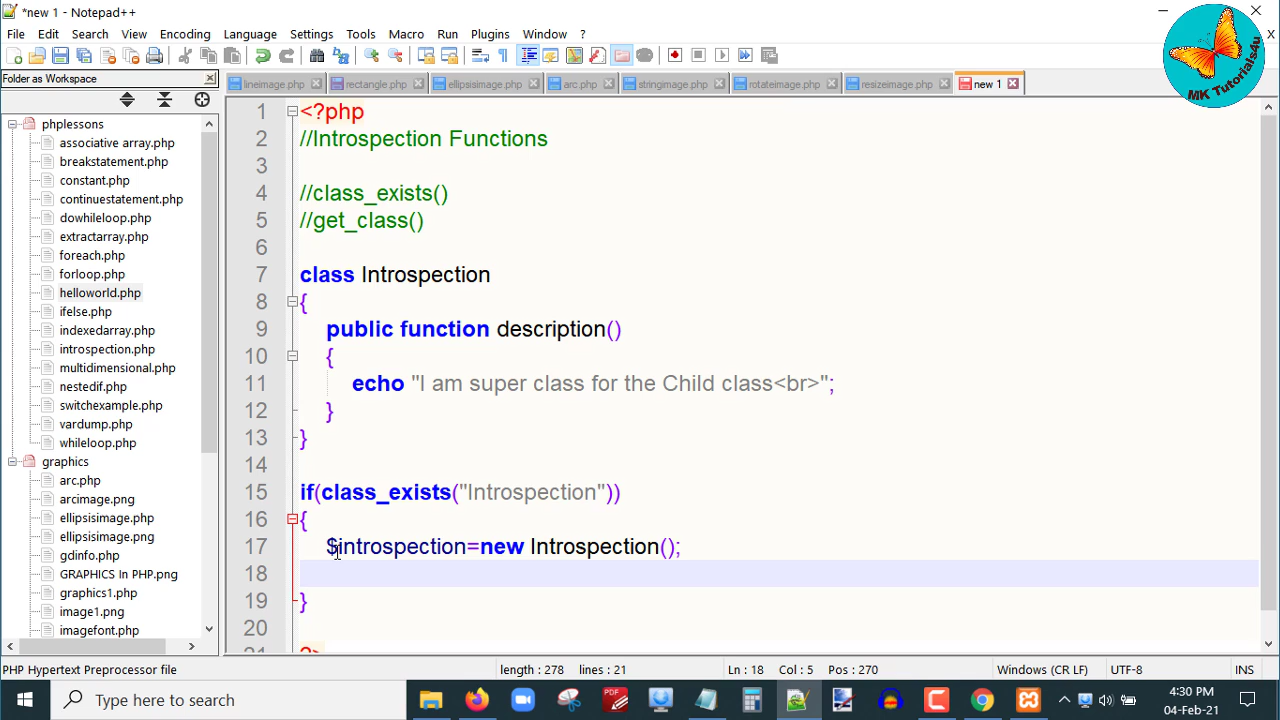 *new 1 - Notepad++
File Edit Search View Encoding Language Settings Tools Macro Run Plugins Window ? X
MK Tutorials4u
Folder as Workspace
lineimage.php rectangle.php ellipsisimage.php arc.php stringimage.php rotateimage.php resizeimage.php new 1
phplessons
associative array.php
breakstatement.php
constant.php
continuestatement.php
dowhileloop.php
extractarray.php
foreach.php
forloop.php
helloworld.php
ifelse.php
indexedarray.php
introspection.php
multidimensional.php
nestedif.php
switchexample.php
vardump.php
whileloop.php
graphics
arc.php
arcimage.png
ellipsisimage.php
ellipsisimage.png
gdinfo.php
GRAPHICS In PHP.png
graphics1.php
image1.png
imagefont.php
1 <?php
2 //Introspection Functions
3
4 //class_exists()
5 //get_class()
6
7 class Introspection
8 {
9 public function description()
10 {
11 echo "I am super class for the Child class<br>";
12 }
13 }
14
15 if(class_exists("Introspection"))
16 {
17 $introspection=new Introspection();
18
19 }
20
21 ?>
PHP Hypertext Preprocessor file length : 278 lines : 21 Ln : 18 Col : 5 Pos : 270 Windows (CR LF) UTF-8 INS
Type here to search
PDF
4:30 PM
04-Feb-21